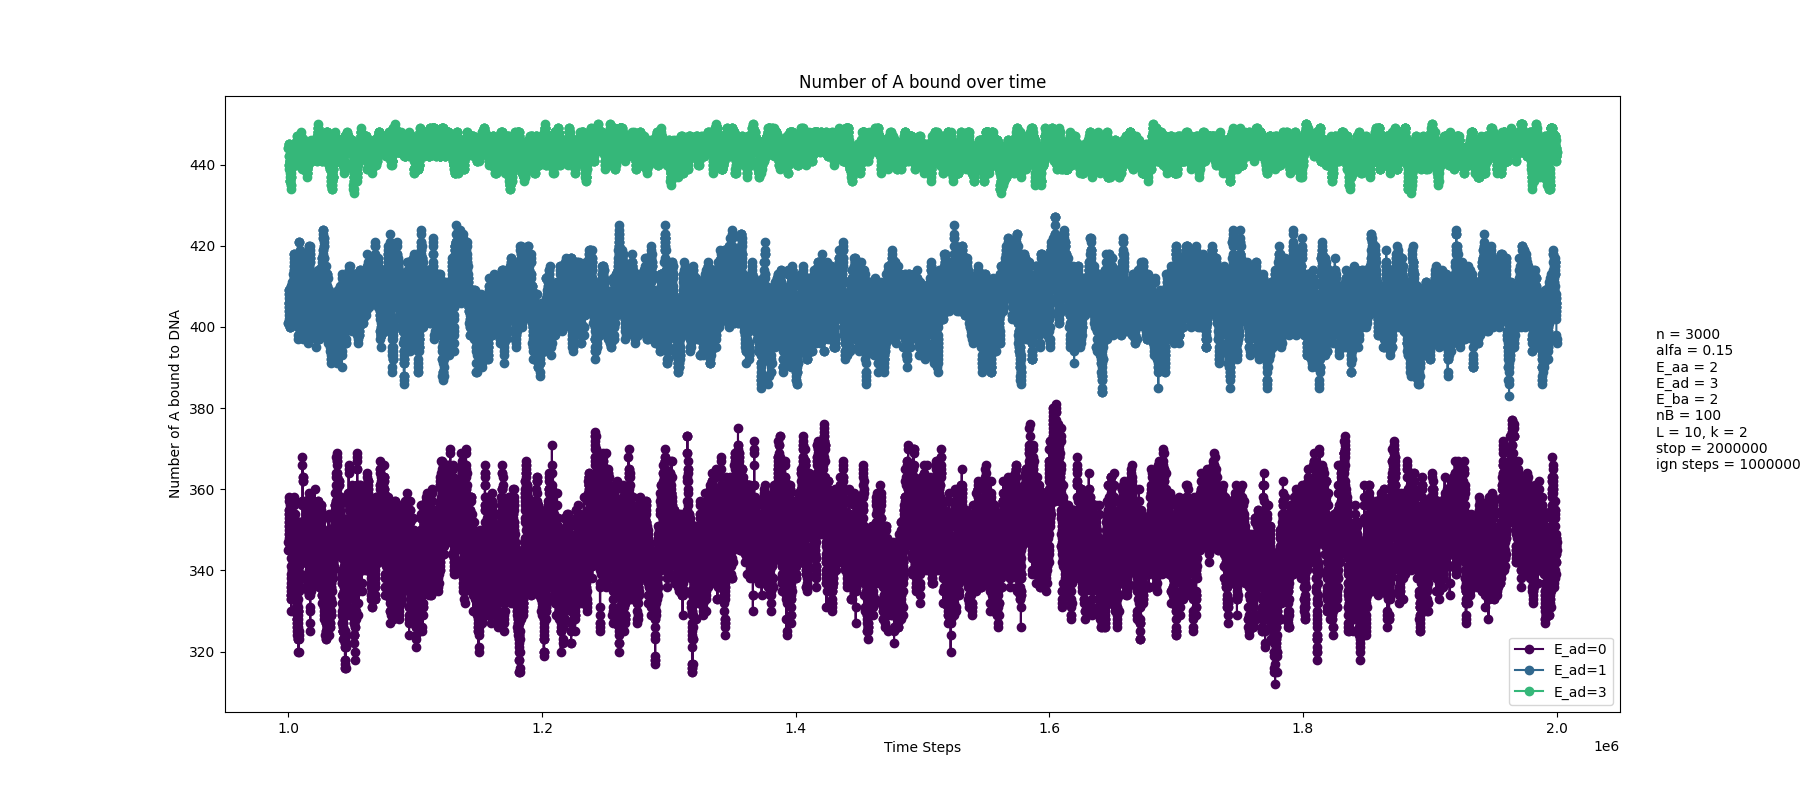 Number of A bound over time
Number of A bound to DNA
440
420
400
380
360
340
320
1.0
1.2
1.4
1.6
1.8
2.0
1e6
Time Steps
E_ad=0
E_ad=1
E_ad=3
n = 3000
alfa = 0.15
E_aa = 2
E_ad = 3
E_ba = 2
nB = 100
L = 10, k = 2
stop = 2000000
ign steps = 1000000